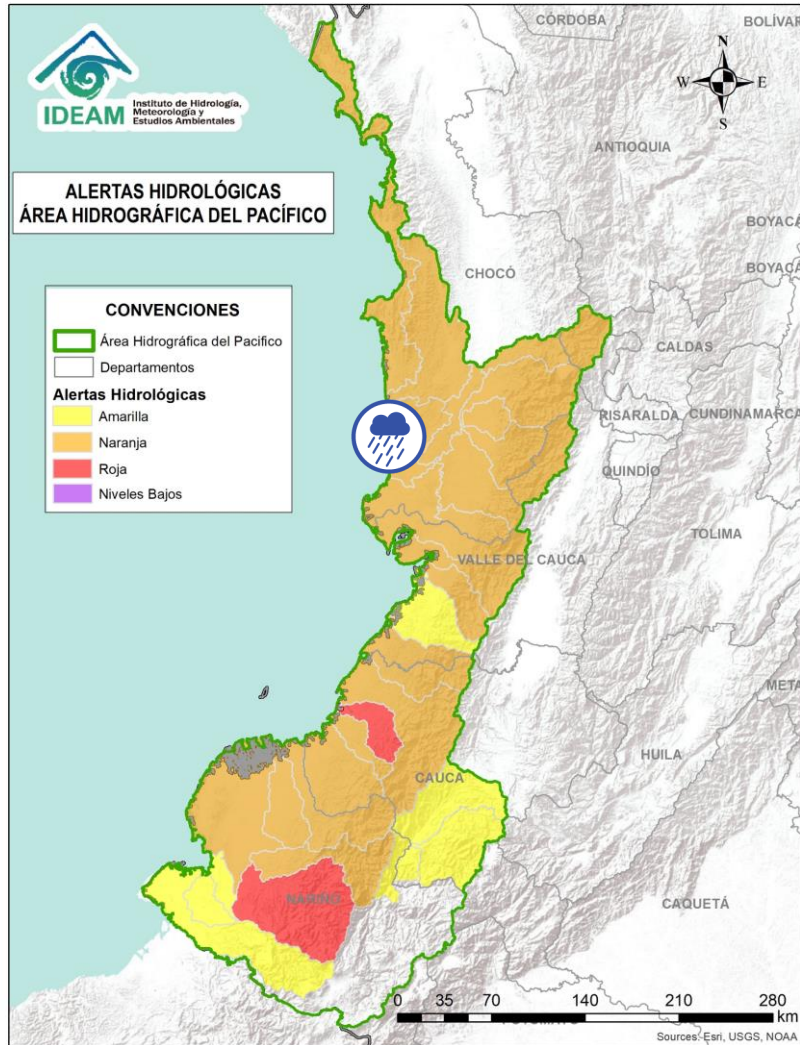 CÓRDOBA
BOLÍVAR
N
W E
S
IDEAM
Instituto de Hidrología,
Meteorología y
Estudios Ambientales
ANTIOQUIA
ALERTAS HIDROLÓGICAS
ÁREA HIDROGRÁFICA DEL PACÍFICO
BOYACÁ
BOYACÁ
CHOCÓ
CONVENCIONES
Área Hidrográfica del Pacifico
Departamentos
Alertas Hidrológicas
Amarilla
Naranja
Roja
Niveles Bajos
CALDAS
RISARALDA
CUNDINAMARCA
QUINDÍO
TOLIMA
VALLE DEL CAUCA
META
HUILA
CAUCA
CAQUETÁ
NARIÑO
0 35 70 140 210 280
km
Sources: Esri, USGS, NOAA